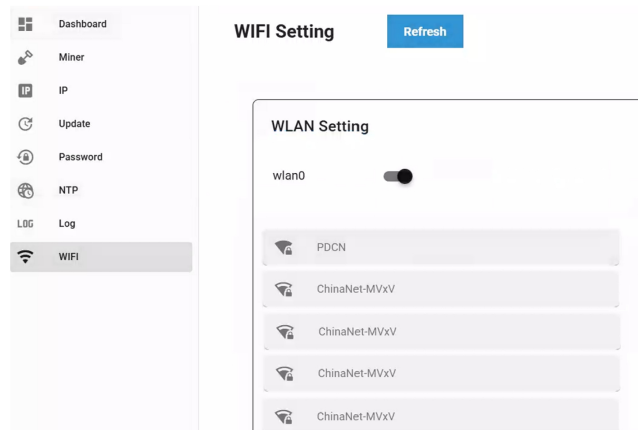 Dashboard
Miner
IP IP
Update
Password
NTP
LOG Log
WIFI
WIFI Setting Refresh
WLAN Setting
wlan0
PDCN
ChinaNet-MVxV
ChinaNet-MVxV
ChinaNet-MVxV
ChinaNet-MVxV